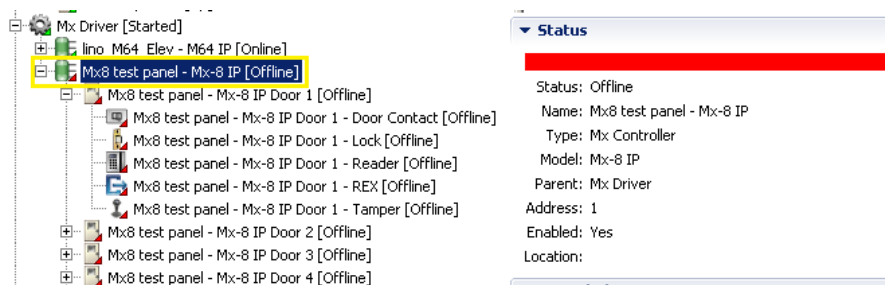 Mx Driver [Started]
lino_M64_Elev - M64 IP [Online]
Mx8 test panel - Mx-8 IP [Offline]
Mx8 test panel - Mx-8 IP Door 1 [Offline]
Mx8 test panel - Mx-8 IP Door 1 - Door Contact [Offline]
Mx8 test panel - Mx-8 IP Door 1 - Lock [Offline]
Mx8 test panel - Mx-8 IP Door 1 - Reader [Offline]
Mx8 test panel - Mx-8 IP Door 1 - REX [Offline]
Mx8 test panel - Mx-8 IP Door 1 - Tamper [Offline]
Mx8 test panel - Mx-8 IP Door 2 [Offline]
Mx8 test panel - Mx-8 IP Door 3 [Offline]
Mx8 test panel - Mx-8 IP Door 4 [Offline]
Status
Status: Offline
Name: Mx8 test panel - Mx-8 IP
Type: Mx Controller
Model: Mx-8 IP
Parent: Mx Driver
Address: 1
Enabled: Yes
Location: